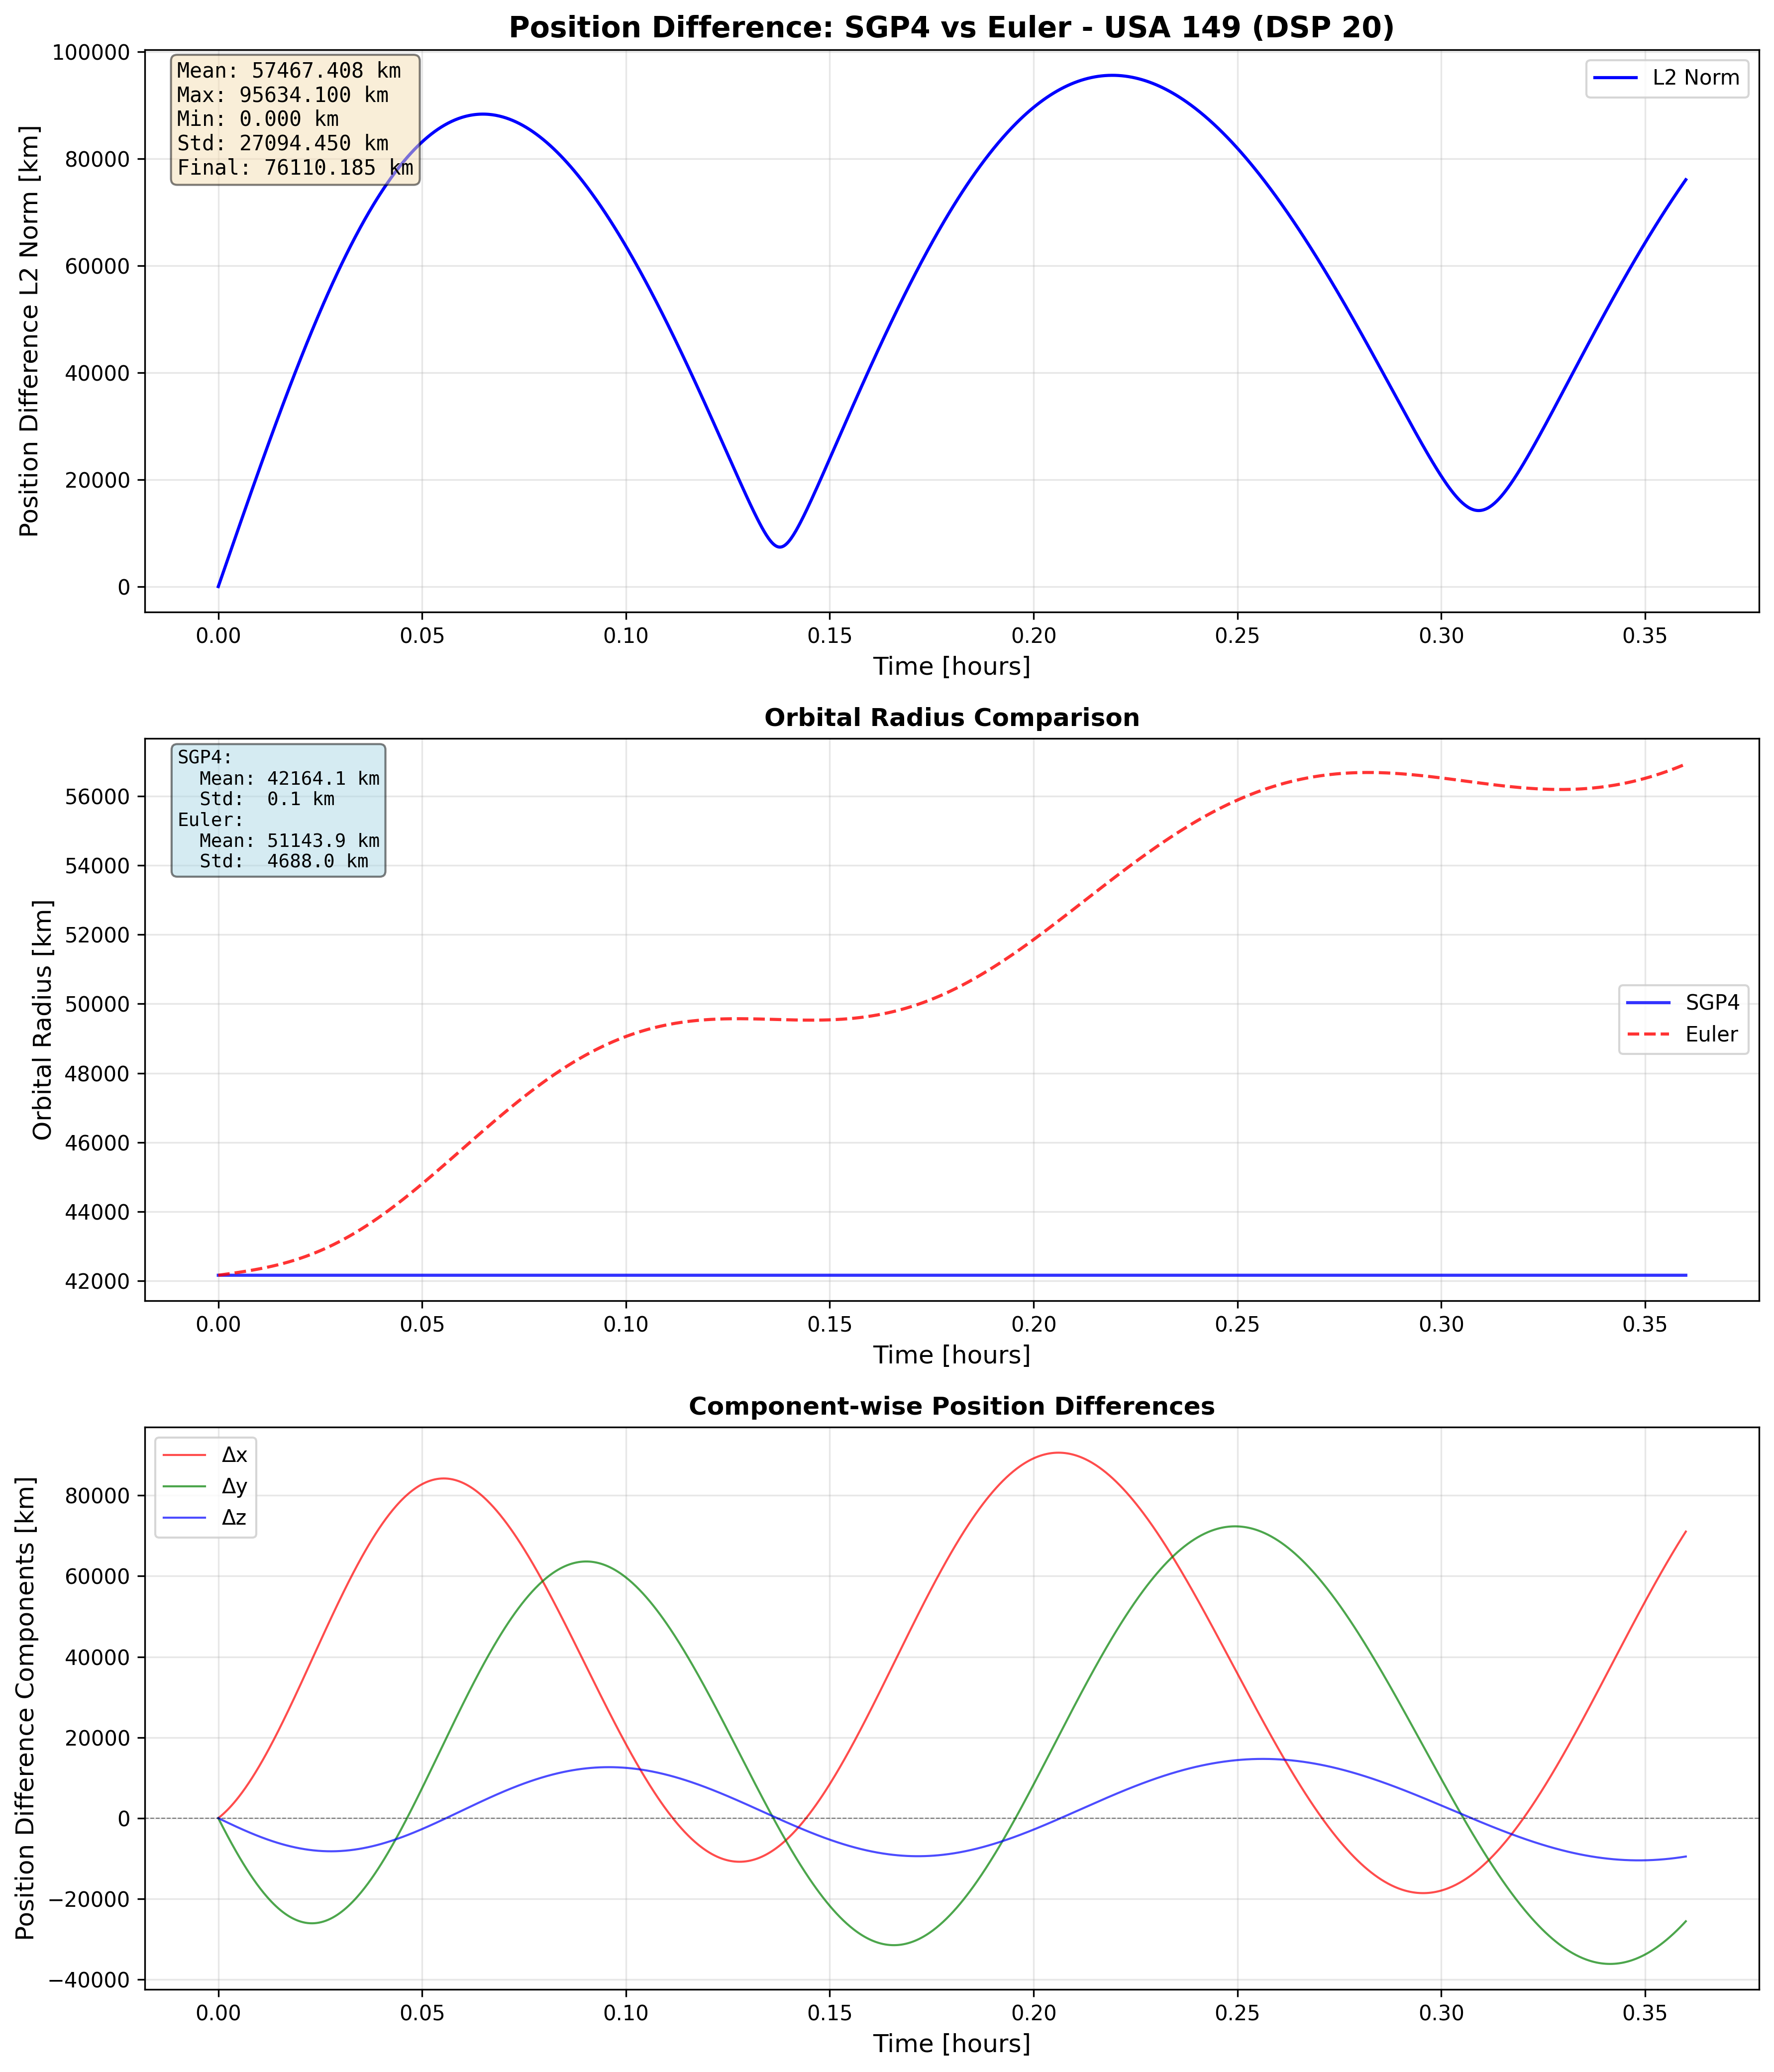 Position Difference: SGP4 vs Euler - USA 149 (DSP 20)
100000
80000
60000
40000
20000
0
Position Difference L2 Norm [km]
Mean: 57467.408 km
Max: 95634.100 km
Min: 0.000 km
Std: 27094.450 km
Final: 76110.185 km
L2 Norm
0.00 0.05 0.10 0.15 0.20 0.25 0.30 0.35
Time [hours]
Orbital Radius Comparison
56000
54000
52000
50000
48000
46000
44000
42000
Orbital Radius [km]
SGP4:
Mean: 42164.1 km
Std: 0.1 km
Euler:
Mean: 51143.9 km
Std: 4688.0 km
SGP4
Euler
0.00 0.05 0.10 0.15 0.20 0.25 0.30 0.35
Time [hours]
Component-wise Position Differences
80000
60000
40000
20000
0
−20000
−40000
Position Difference Components [km]
Δx
Δy
Δz
0.00 0.05 0.10 0.15 0.20 0.25 0.30 0.35
Time [hours]